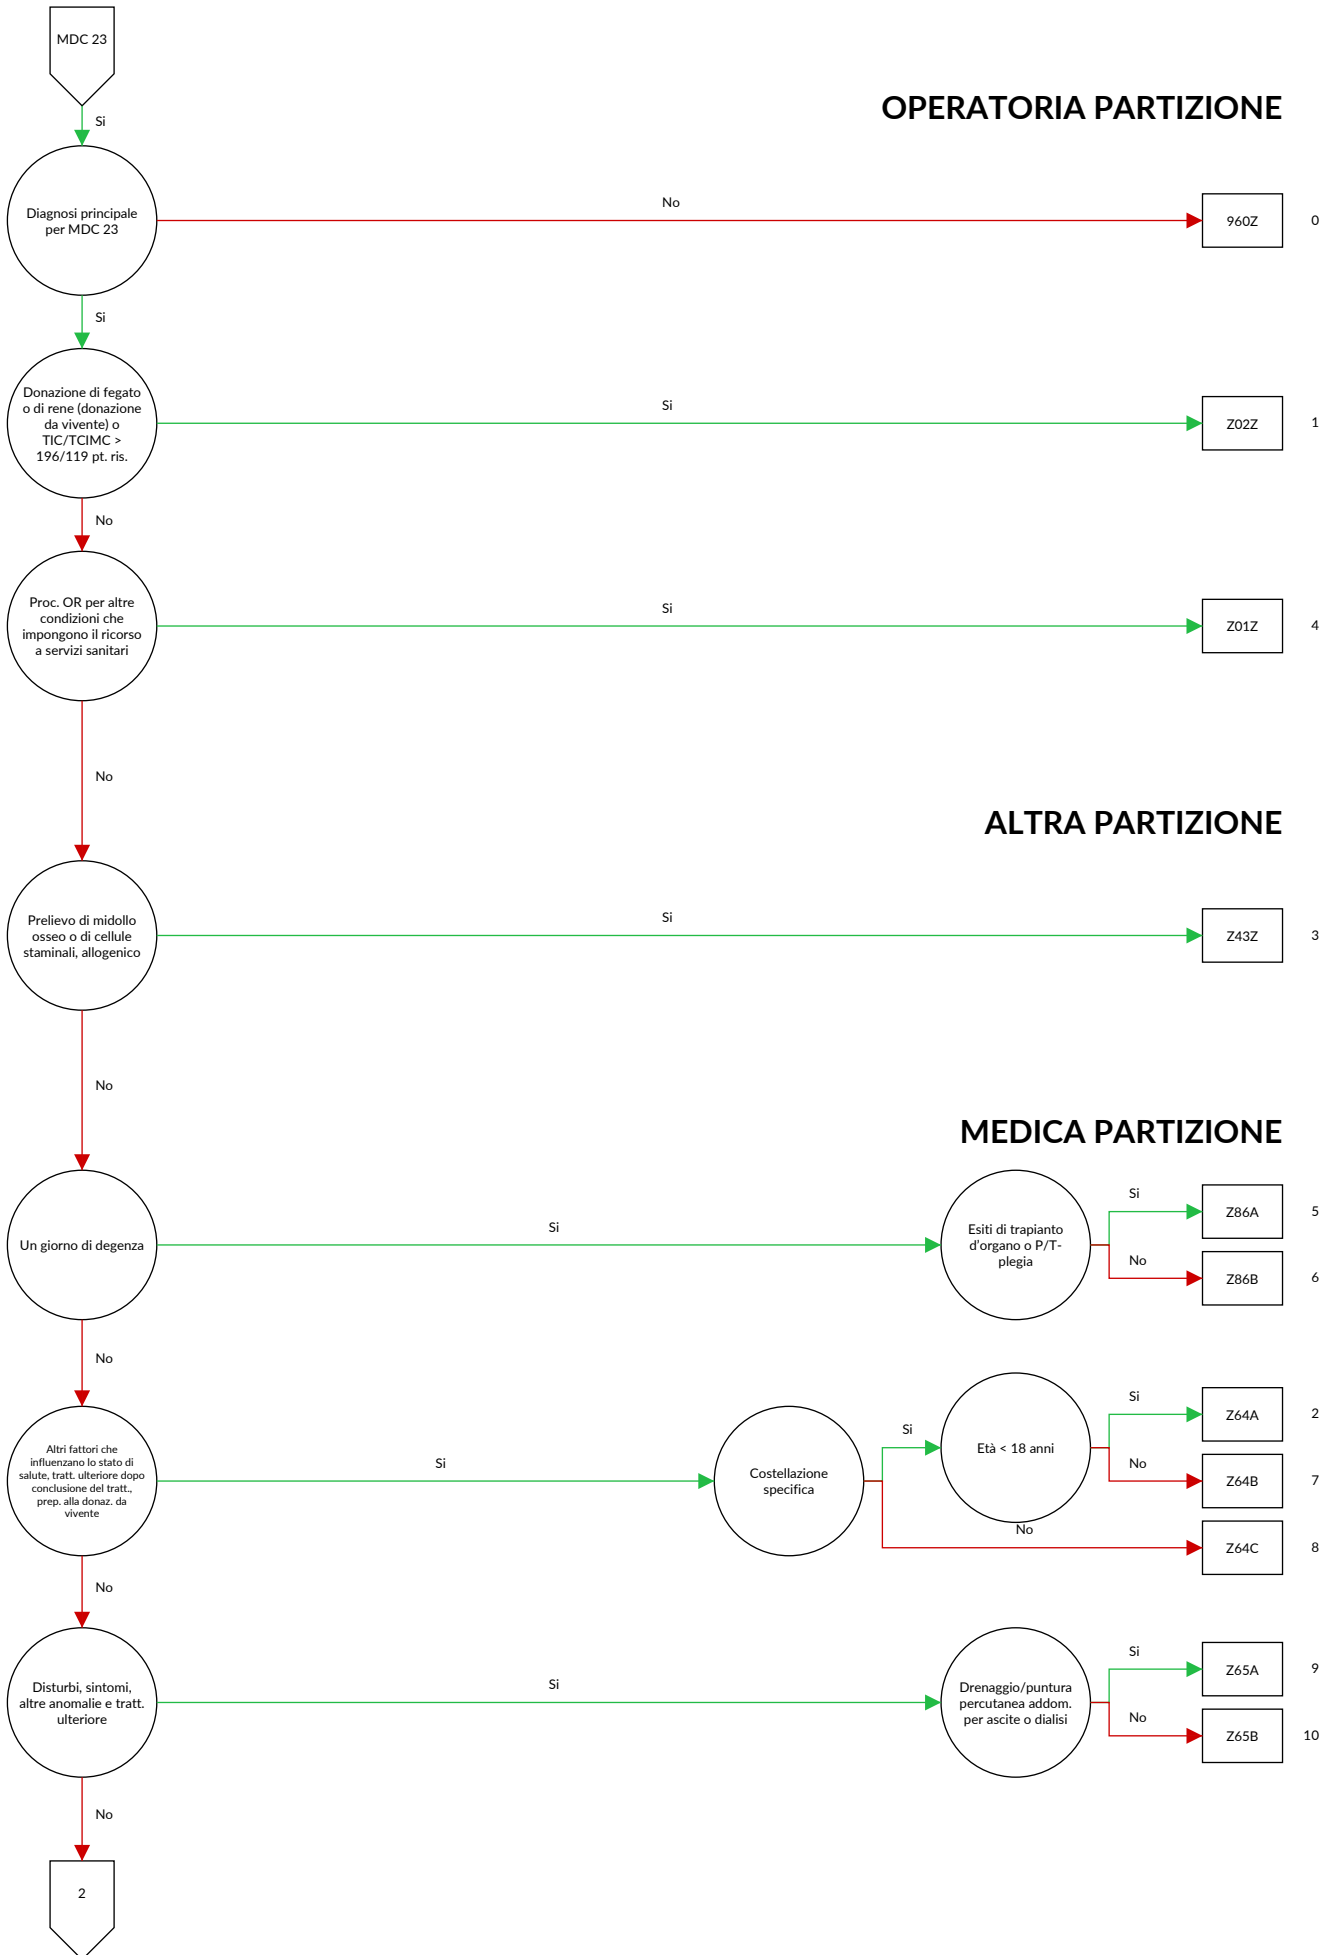 MDC 23
Si
OPERATORIA PARTIZIONE
Diagnosi principale
per MDC 23
No
960Z
0
Si
Donazione di fegato
o di rene (donazione
da vivente) o
TIC/TCIMC >
196/119 pt. ris.
Si
Z02Z
1
No
Proc. OR per altre
condizioni che
impongono il ricorso
a servizi sanitari
Si
Z01Z
4
No
ALTRA PARTIZIONE
Prelievo di midollo
osseo o di cellule
staminali, allogenico
Si
Z43Z
3
No
MEDICA PARTIZIONE
Un giorno di degenza
Si
Esiti di trapianto
d'organo o P/T-
plegia
Si
Z86A
5
No
Z86B
6
No
Altri fattori che
influenzano lo stato di
salute, tratt. ulteriore dopo
conclusione del tratt.,
prep. alla donaz. da
vivente
Si
Costellazione
specifica
Si
Età < 18 anni
Si
Z64A
2
No
Z64B
7
No
Z64C
8
No
Disturbi, sintomi,
altre anomalie e tratt.
ulteriore
Si
Drenaggio/puntura
percutanea addom.
per ascite o dialisi
Si
Z65A
9
No
Z65B
10
No
2